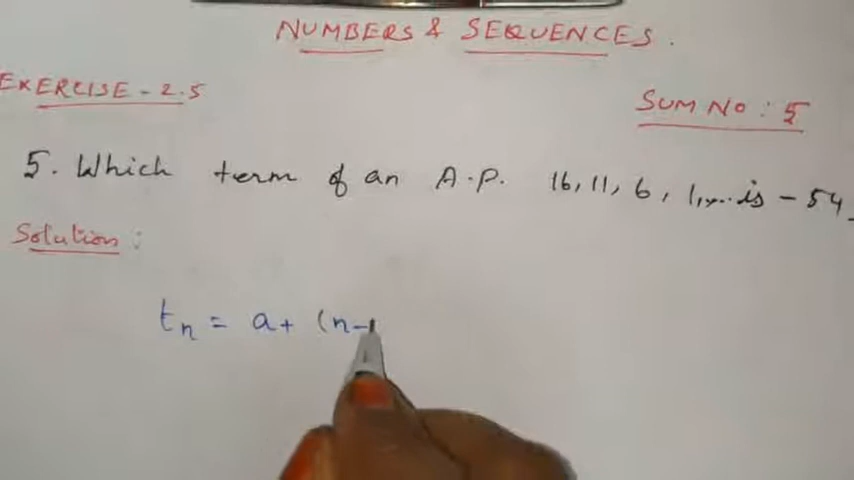 NUMBERS & SEQUENCES.
EXERCISE - 2.5
SUM NO : 5
5. Which term of an A.P. 16, 11, 6, 1,... is - 54
Solution :
tn = a + (n-1